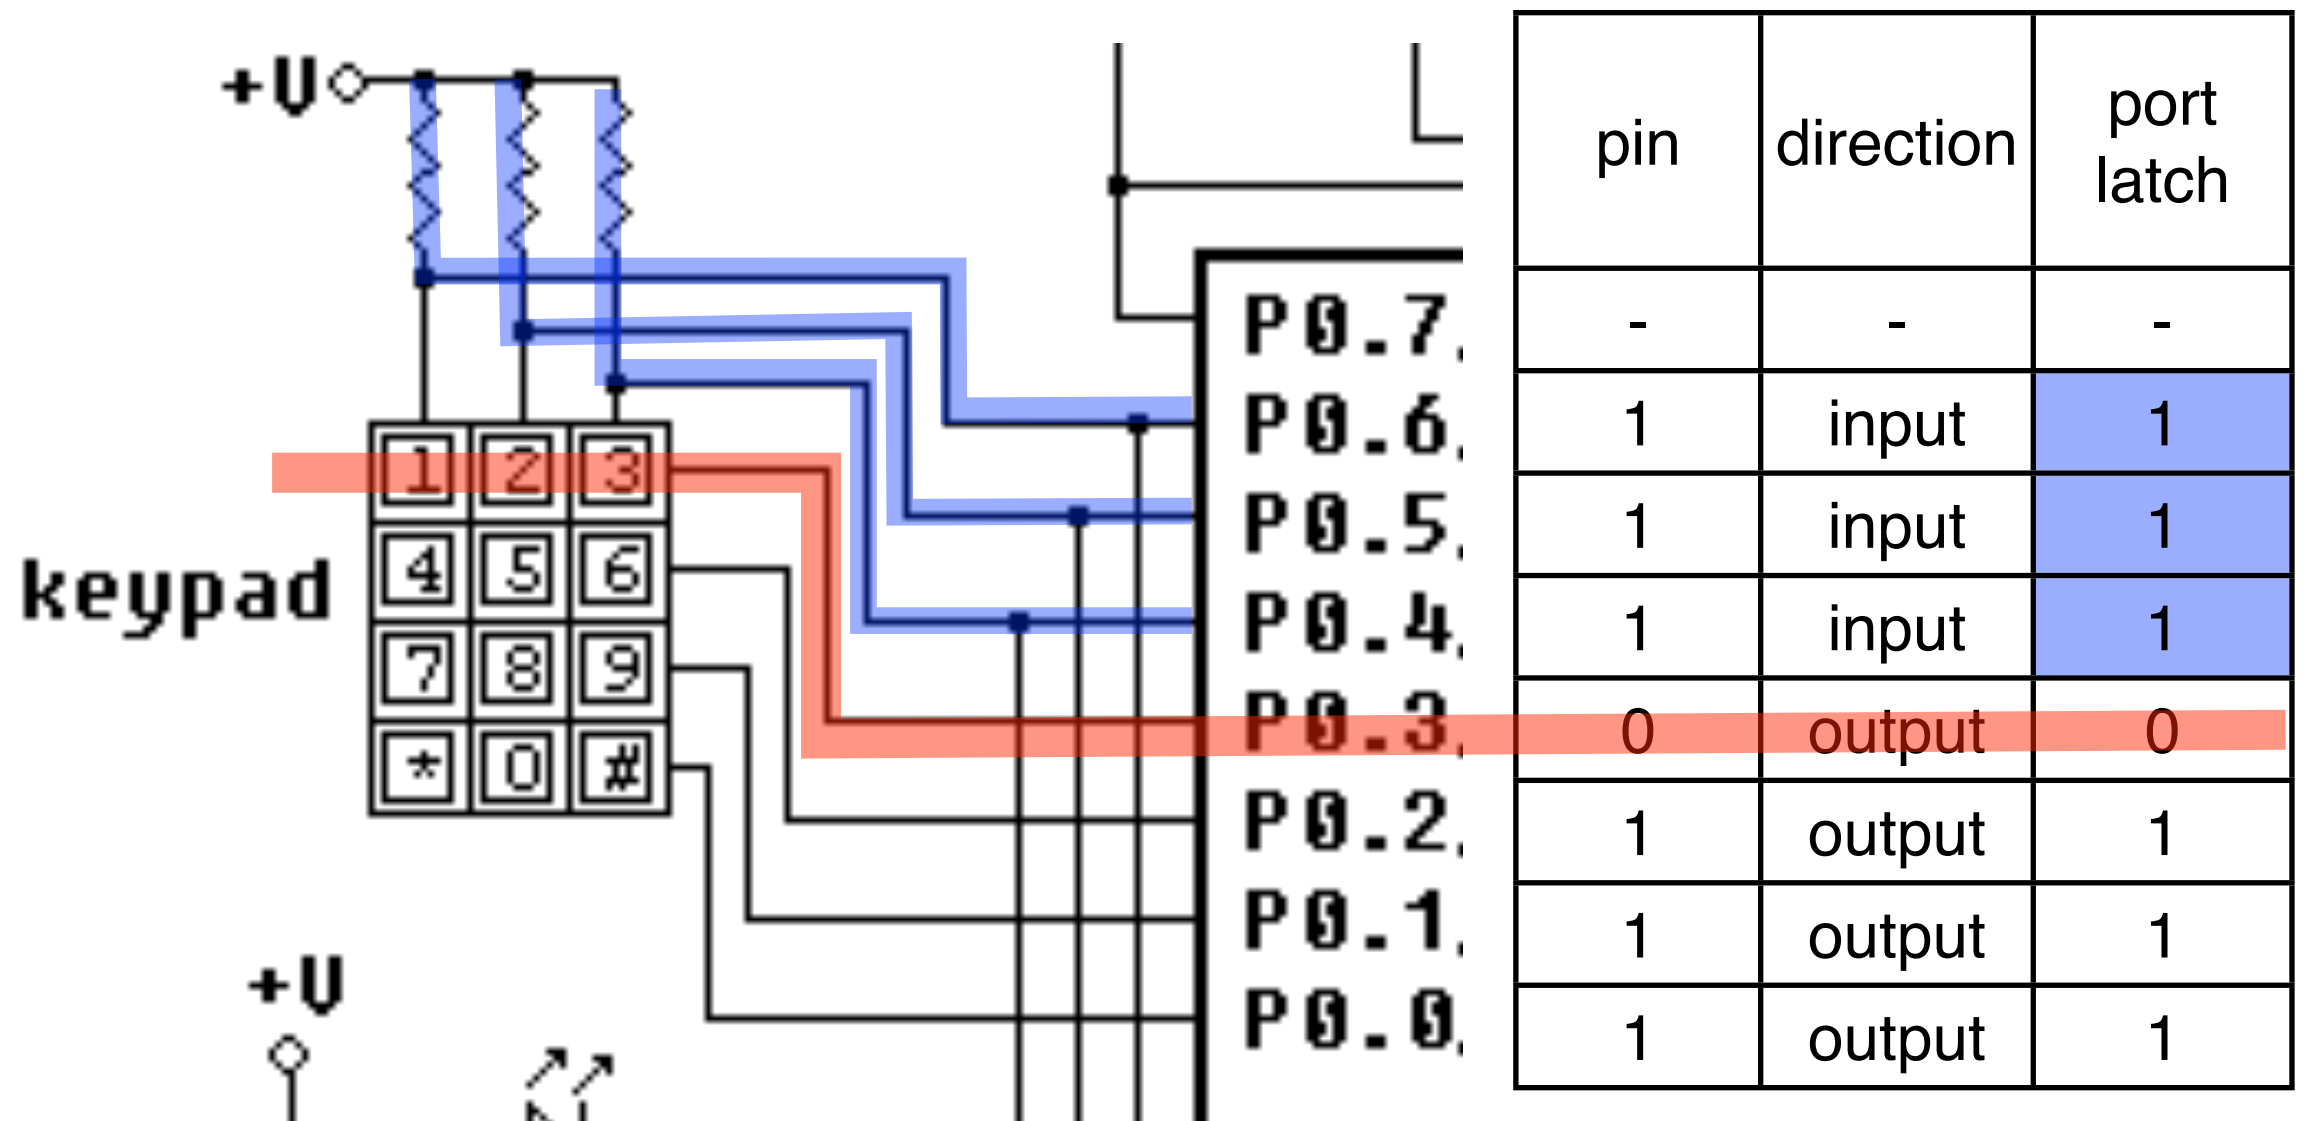 +V
keypad
1 2 3
4 5 6
7 8 9
* 0 #
+V
P0.7
P0.6
P0.5
P0.4
P0.3
P0.2
P0.1
P0.0
pin direction port
latch
- - -
1 input 1
1 input 1
1 input 1
0 output 0
1 output 1
1 output 1
1 output 1